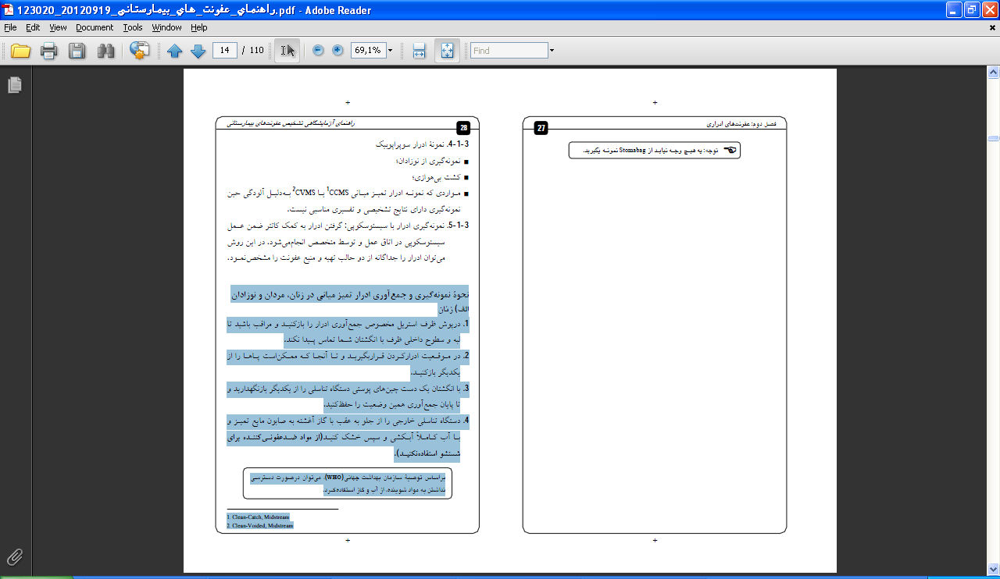 123020_20120919_راهنماي_عفونت_هاي_بيمارستاني.pdf - Adobe Reader
File Edit View Document Tools Window Help
14 / 110 69,1% Find
فصل دوم: عفونت‌های ادراری 27
توجه: به هیچ وجه نباید از Stomabag نمونه بگیرید.
28 راهنمای آزمایشگاهی تشخیص عفونت‌های بیمارستانی
4-1-3. نمونهٔ ادرار سوپراپوبیک
■ نمونه‌گیری از نوزادان؛
■ کشت بی‌هوازی؛
■ مواردی که نمونه ادرار تمیز میانی CCMS1 یا CVMS2 به‌دلیل آلودگی حین
نمونه‌گیری دارای نتایج تشخیصی و تفسیری مناسبی نیست.
5-1-3. نمونه‌گیری ادرار با سیستوسکوپی: گرفتن ادرار به کمک کاتتر ضمن عمل
سیستوسکوپی در اتاق عمل و توسط متخصص انجام‌می‌شود. در این روش
می‌توان ادرار را جداگانه از دو حالب تهیه و منبع عفونت را مشخص‌نمود.
نحوهٔ نمونه‌گیری و جمع‌آوری ادرار تمیز میانی در زنان، مردان و نوزادان
الف) زنان
1. درپوش ظرف استریل مخصوص جمع‌آوری ادرار را بازکنید و مراقب باشید تا
لبه و سطوح داخلی ظرف با انگشتان شما تماس پیدا نکند.
2. در موقعیت ادرارکردن قراربگیرید و تا آنجا که ممکن‌است پاها را از
یکدیگر بازکنید.
3. با انگشتان یک دست چین‌های پوستی دستگاه تناسلی را از یکدیگر بازنگهدارید و
تا پایان جمع‌آوری همین وضعیت را حفظ‌کنید.
4. دستگاه تناسلی خارجی را از جلو به عقب با گاز آغشته به صابون مایع تمیز و
با آب کاملاً آبکشی و سپس خشک کنید(از مواد ضدعفونی‌کننده برای
شستشو استفاده‌نکنید).
براساس توصیهٔ سازمان بهداشت جهانی(WHO)، می‌توان درصورت دسترسی
نداشتن به مواد شوینده، از آب و گاز استفاده‌کرد.
1. Clean-Catch, Midstream
2. Clean-Voided, Midstream